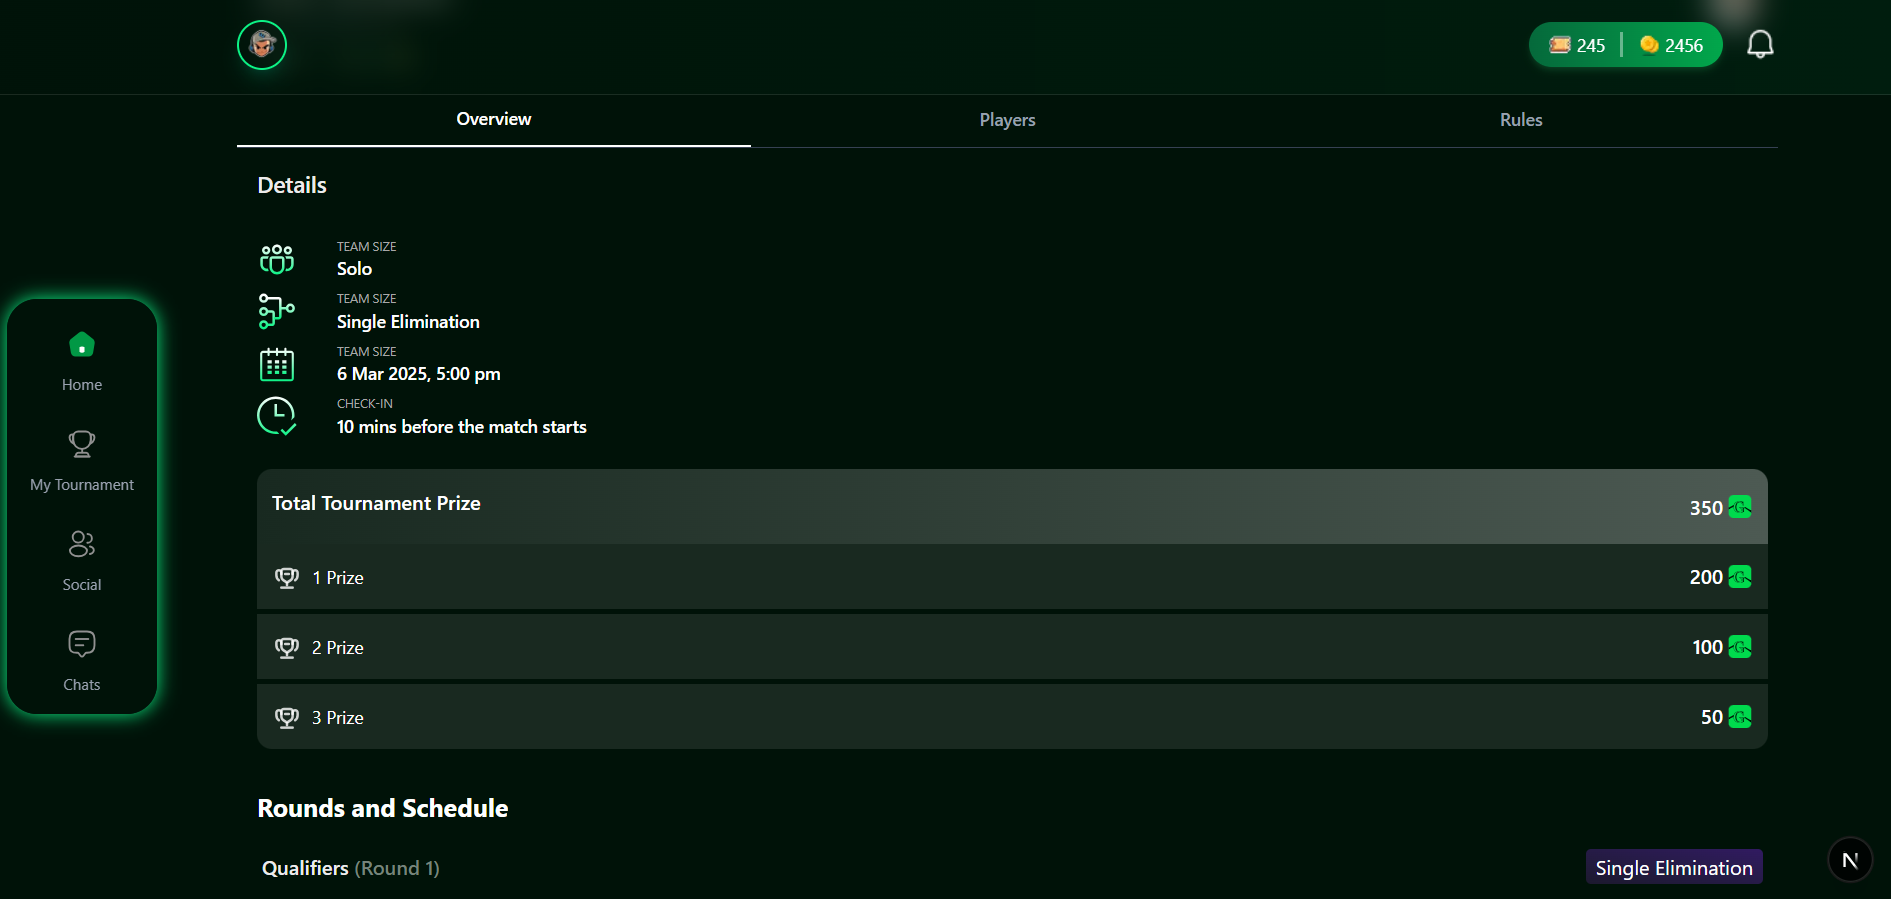 245 | 2456
Overview
Players
Rules
Details
TEAM SIZE
Solo
TEAM SIZE
Single Elimination
TEAM SIZE
6 Mar 2025, 5:00 pm
CHECK-IN
10 mins before the match starts
Home
My Tournament
Social
Chats
Total Tournament Prize
350 G
1 Prize
200 G
2 Prize
100 G
3 Prize
50 G
Rounds and Schedule
Qualifiers (Round 1)
Single Elimination
N